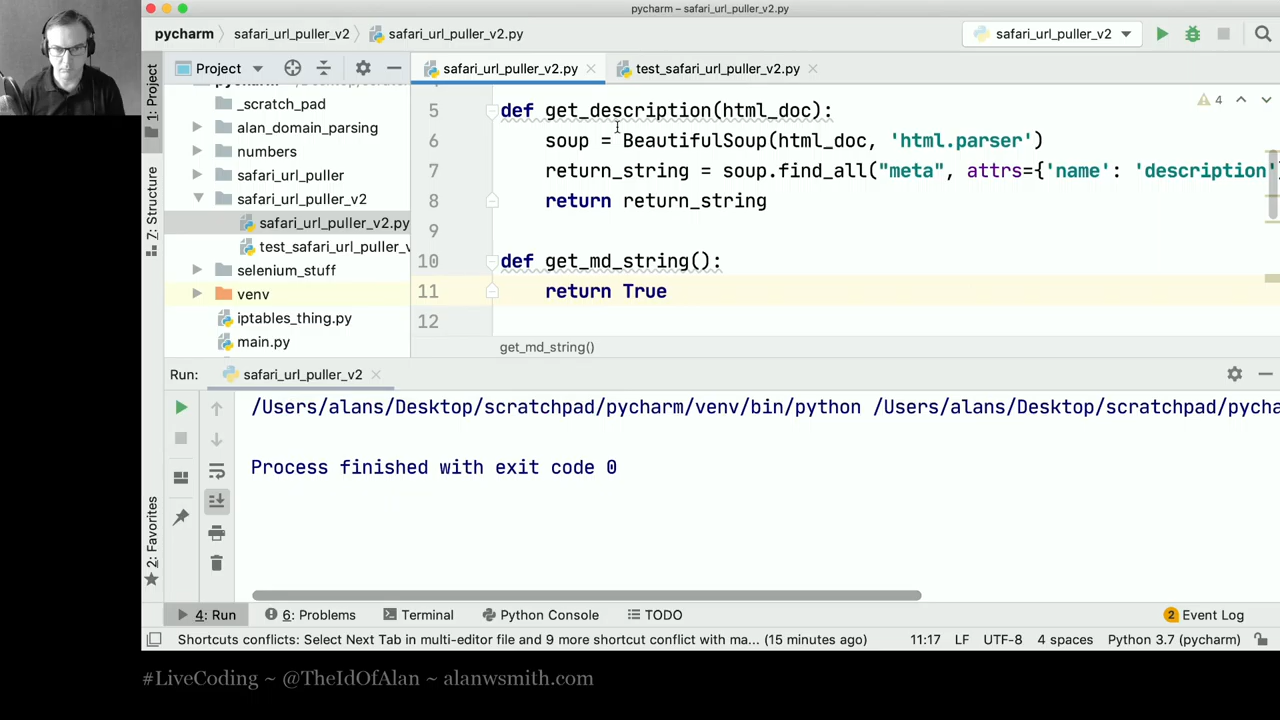 pycharm – safari_url_puller_v2.py
pycharm safari_url_puller_v2 safari_url_puller_v2.py safari_url_puller_v2
1: Project
Project
safari_url_puller_v2.py test_safari_url_puller_v2.py
_scratch_pad
alan_domain_parsing
numbers
safari_url_puller
safari_url_puller_v2
safari_url_puller_v2.py
test_safari_url_puller_v
selenium_stuff
venv
iptables_thing.py
main.py
Z: Structure
4
5 def get_description(html_doc):
6 soup = BeautifulSoup(html_doc, 'html.parser')
7 return_string = soup.find_all("meta", attrs={'name': 'description'
8 return return_string
9
10 def get_md_string():
11 return True
12
get_md_string()
Run: safari_url_puller_v2
/Users/alans/Desktop/scratchpad/pycharm/venv/bin/python /Users/alans/Desktop/scratchpad/pycha
Process finished with exit code 0
2: Favorites
4: Run 6: Problems Terminal Python Console TODO 2 Event Log
Shortcuts conflicts: Select Next Tab in multi-editor file and 9 more shortcut conflict with ma... (15 minutes ago) 11:17 LF UTF-8 4 spaces Python 3.7 (pycharm)
#LiveCoding ~ @TheIdOfAlan ~ alanwsmith.com